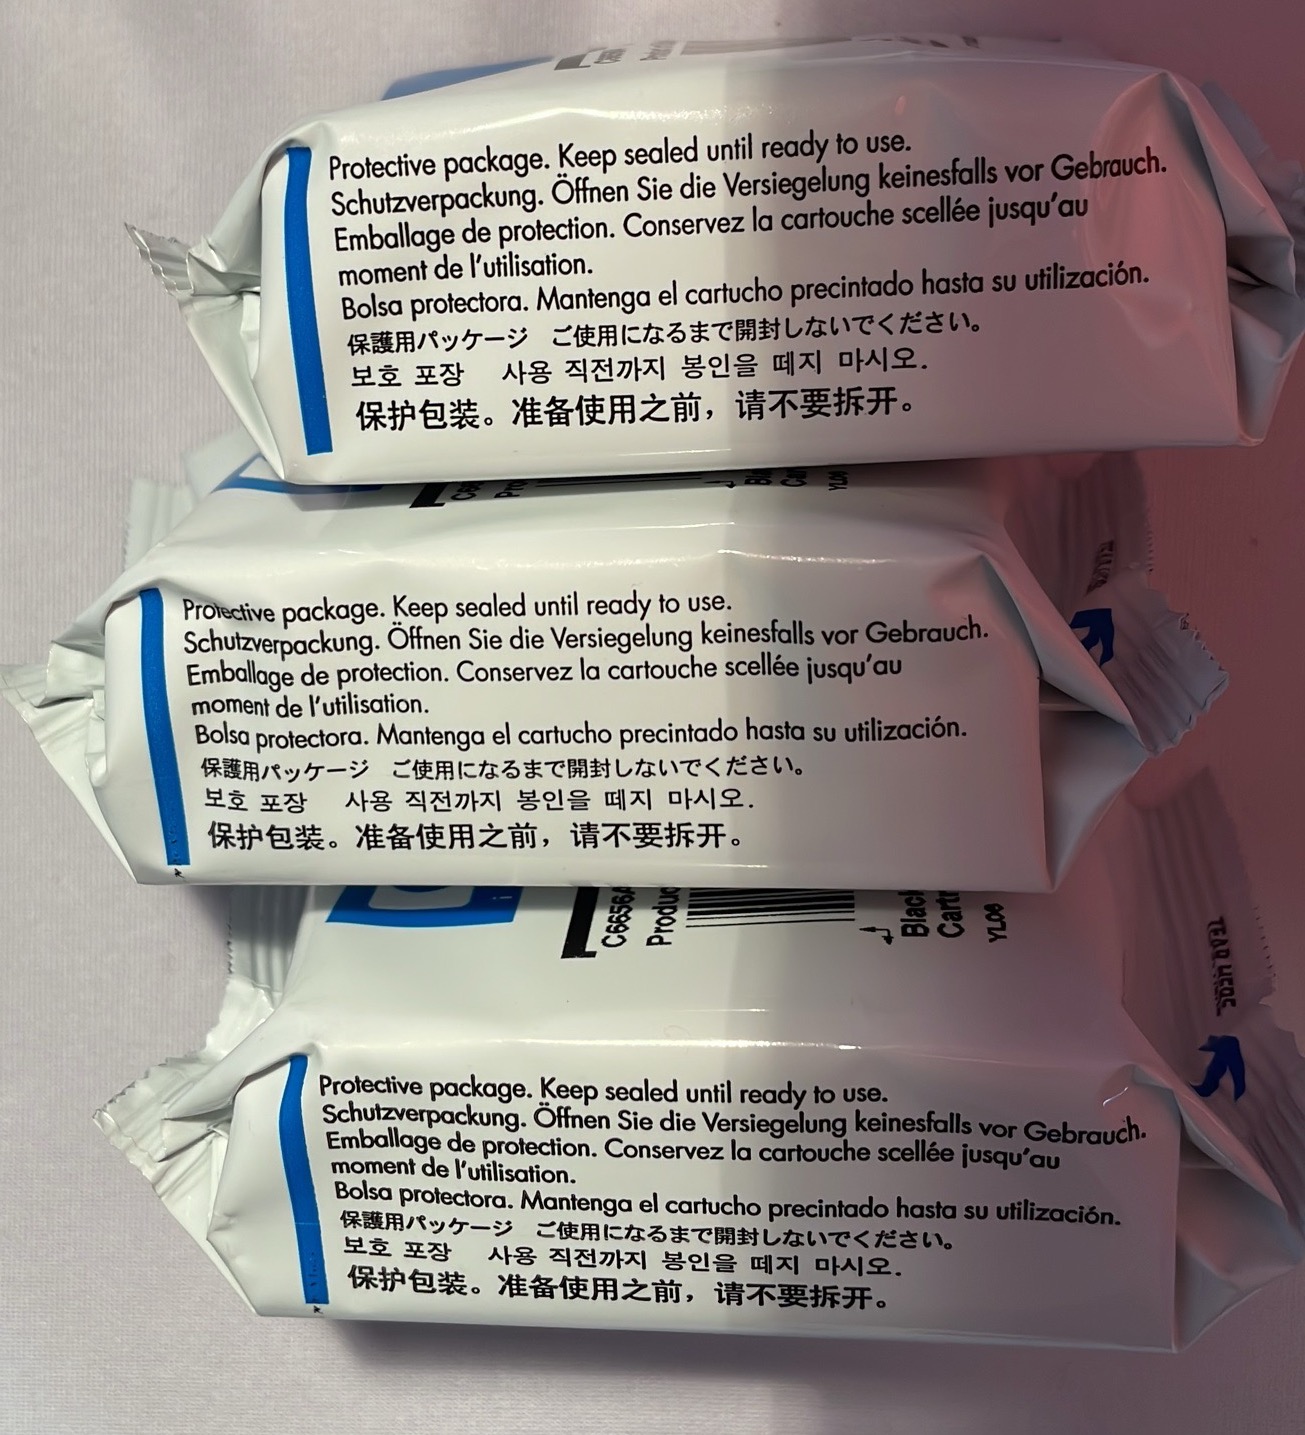 Protective package. Keep sealed until ready to use.
Schutzverpackung. Öffnen Sie die Versiegelung keinesfalls vor Gebrauch.
Emballage de protection. Conservez la cartouche scellée jusqu'au
moment de l'utilisation.
Bolsa protectora. Mantenga el cartucho precintado hasta su utilización.
保護用パッケージ ご使用になるまで開封しないでください。
보호 포장 사용 직전까지 봉인을 떼지 마시오.
保护包装。准备使用之前，请不要拆开。
Protective package. Keep sealed until ready to use.
Schutzverpackung. Öffnen Sie die Versiegelung keinesfalls vor Gebrauch.
Emballage de protection. Conservez la cartouche scellée jusqu'au
moment de l'utilisation.
Bolsa protectora. Mantenga el cartucho precintado hasta su utilización.
保護用パッケージ ご使用になるまで開封しないでください。
보호 포장 사용 직전까지 봉인을 떼지 마시오.
保护包装。准备使用之前，请不要拆开。
C6656A
Produc
Black
Cartr
TEAR HERE
Protective package. Keep sealed until ready to use.
Schutzverpackung. Öffnen Sie die Versiegelung keinesfalls vor Gebrauch.
Emballage de protection. Conservez la cartouche scellée jusqu'au
moment de l'utilisation.
Bolsa protectora. Mantenga el cartucho precintado hasta su utilización.
保護用パッケージ ご使用になるまで開封しないでください。
보호 포장 사용 직전까지 봉인을 떼지 마시오.
保护包装。准备使用之前，请不要拆开。